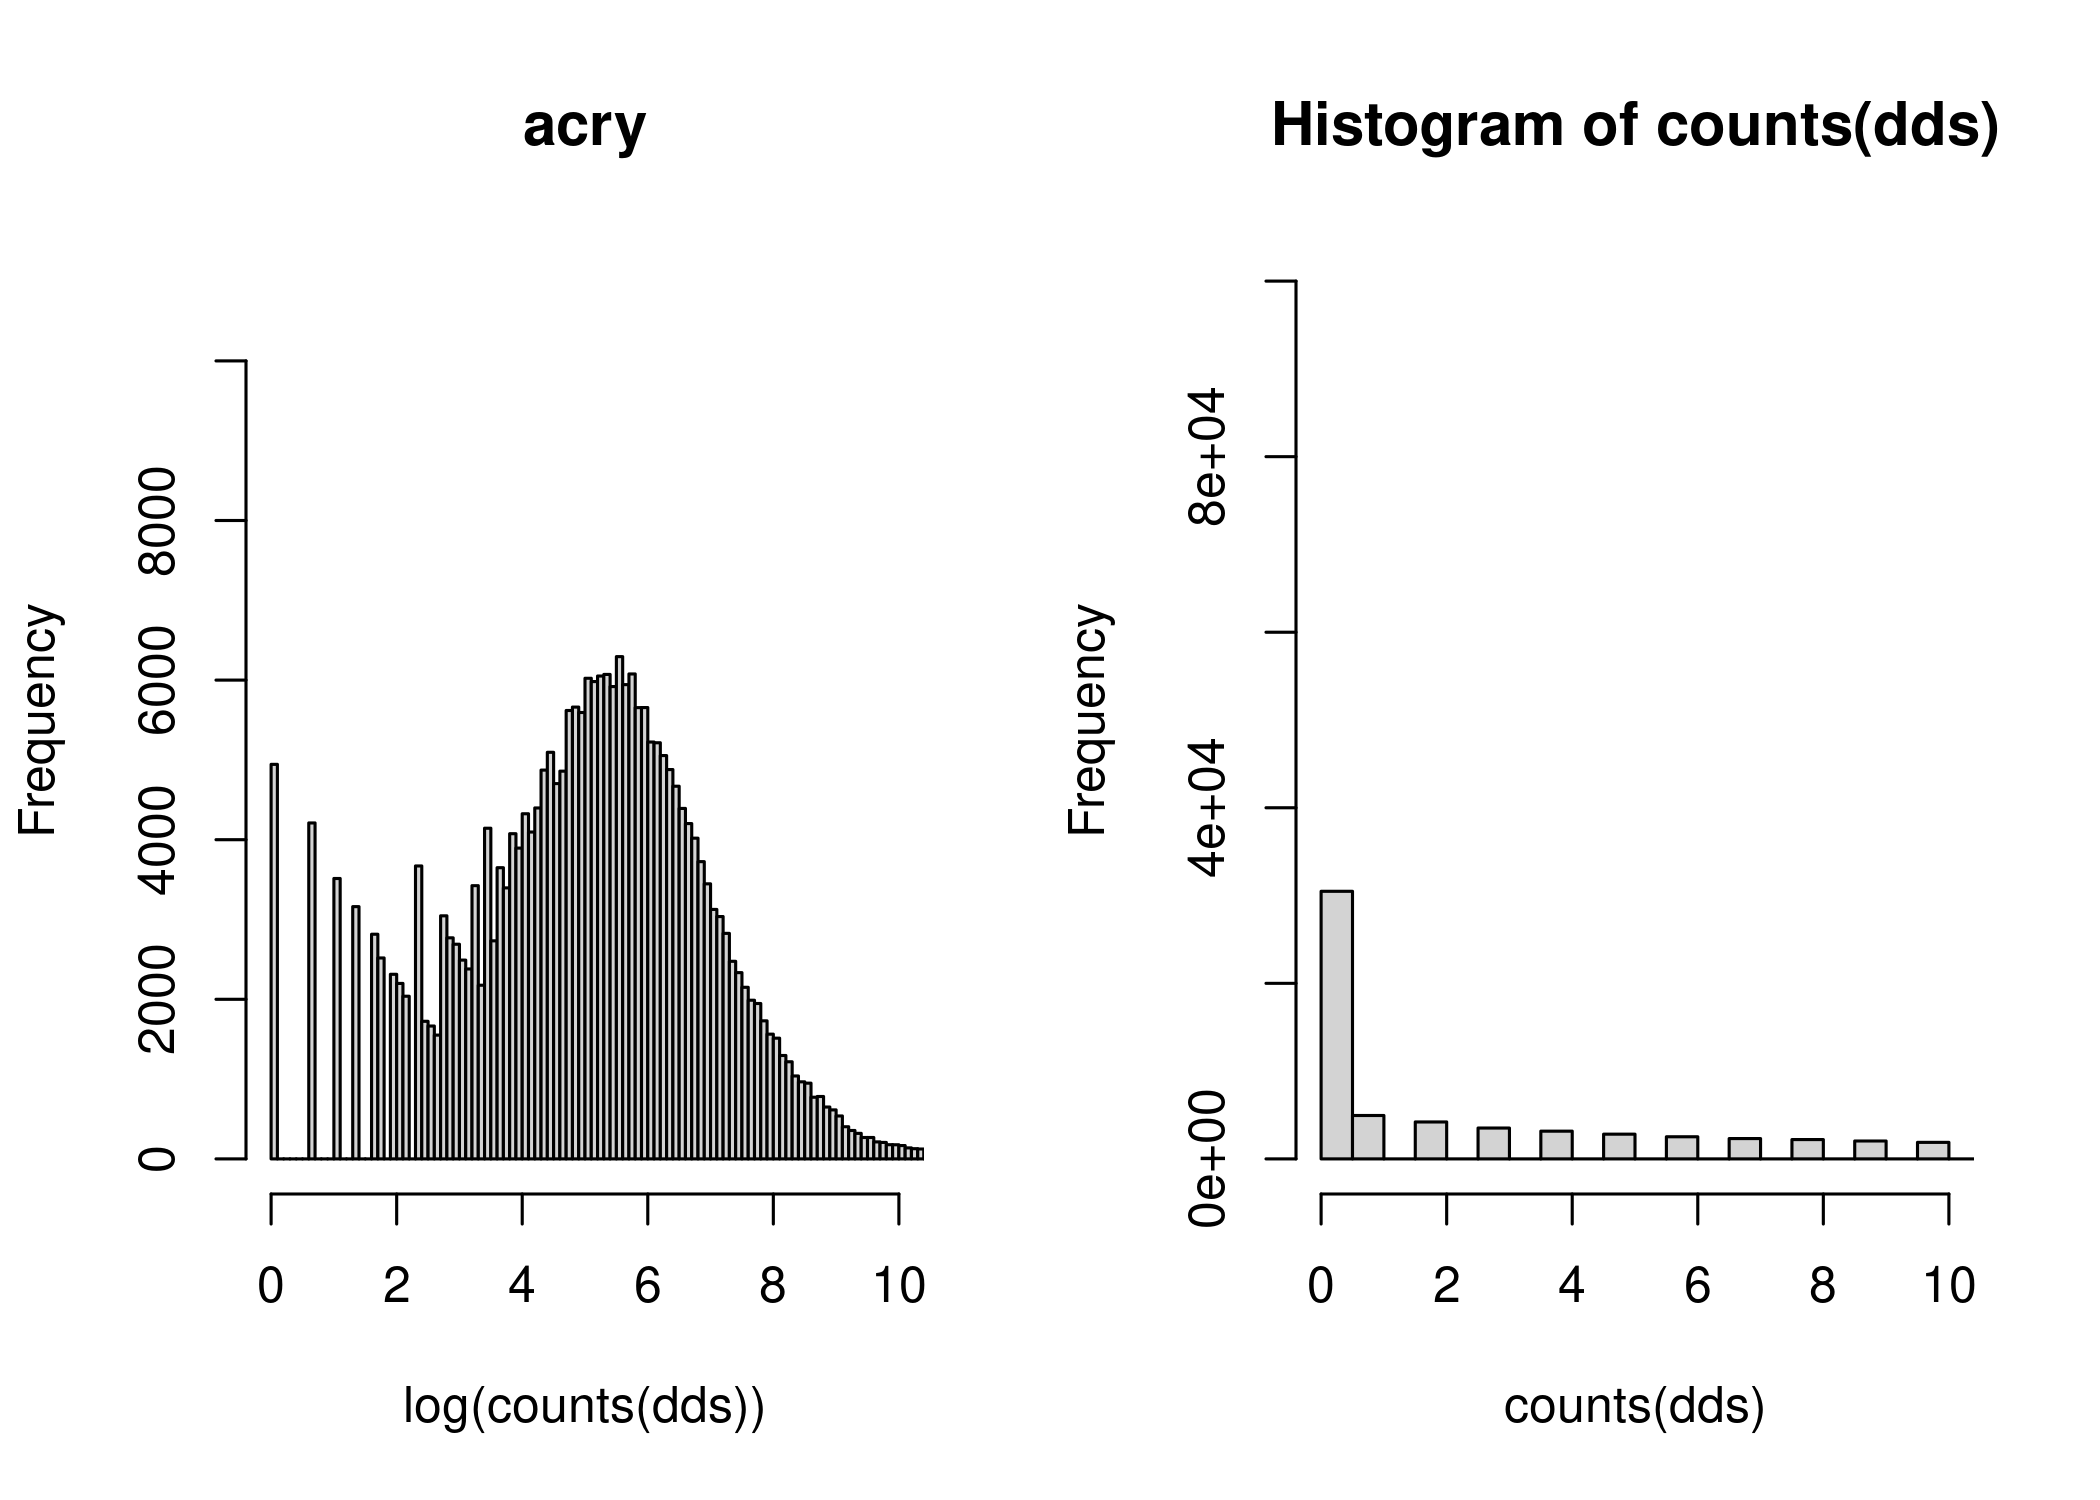 acry
Frequency
0 2000 4000 6000 8000
0 2 4 6 8 10
log(counts(dds))
Histogram of counts(dds)
Frequency
0e+00 4e+04 8e+04
0 2 4 6 8 10
counts(dds)